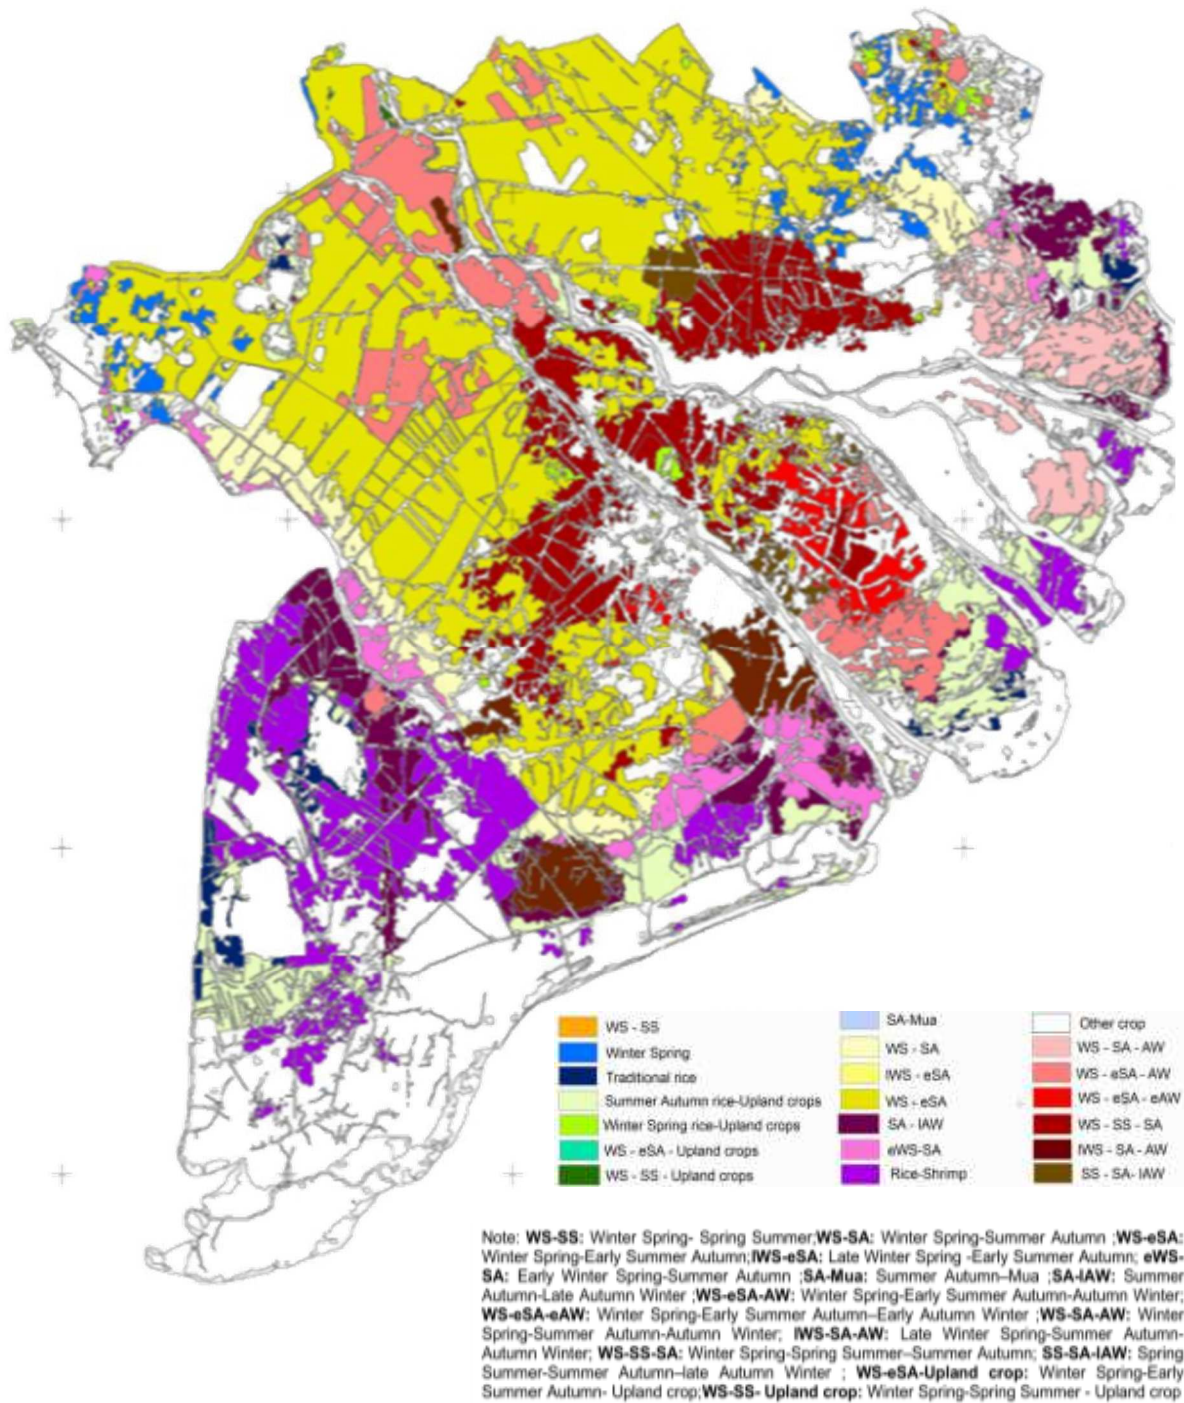 WS - SS
Winter Spring
Traditional rice
Summer Autumn rice-Upland crops
Winter Spring rice-Upland crops
WS - eSA - Upland crops
WS - SS - Upland crops
SA-Mua
WS - SA
lWS - eSA
WS - eSA
SA - lAW
eWS-SA
Rice-Shrimp
Other crop
WS - SA - AW
WS - eSA - AW
WS - eSA - eAW
WS - SS - SA
lWS - SA - AW
SS - SA- lAW
Note: WS-SS: Winter Spring- Spring Summer;WS-SA: Winter Spring-Summer Autumn ;WS-eSA:
Winter Spring-Early Summer Autumn;lWS-eSA: Late Winter Spring -Early Summer Autumn; eWS-
SA: Early Winter Spring-Summer Autumn ;SA-Mua: Summer Autumn–Mua ;SA-lAW: Summer
Autumn-Late Autumn Winter ;WS-eSA-AW: Winter Spring-Early Summer Autumn-Autumn Winter;
WS-eSA-eAW: Winter Spring-Early Summer Autumn–Early Autumn Winter ;WS-SA-AW: Winter
Spring-Summer Autumn-Autumn Winter; lWS-SA-AW: Late Winter Spring-Summer Autumn-
Autumn Winter; WS-SS-SA: Winter Spring-Spring Summer–Summer Autumn; SS-SA-lAW: Spring
Summer-Summer Autumn–late Autumn Winter ; WS-eSA-Upland crop: Winter Spring-Early
Summer Autumn- Upland crop;WS-SS- Upland crop: Winter Spring-Spring Summer - Upland crop